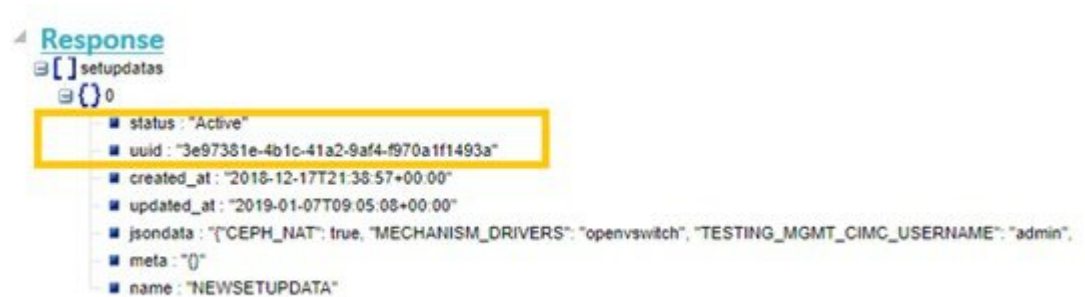 Response
[ ] setupdatas
{} 0
status : "Active"
uuid : "3e97381e-4b1c-41a2-9af4-f970a1f1493a"
created_at : "2018-12-17T21:38:57+00:00"
updated_at : "2019-01-07T09:05:08+00:00"
jsondata : "{"CEPH_NAT": true, "MECHANISM_DRIVERS": "openvswitch", "TESTING_MGMT_CIMC_USERNAME": "admin",
meta : "{}"
name : "NEWSETUPDATA"